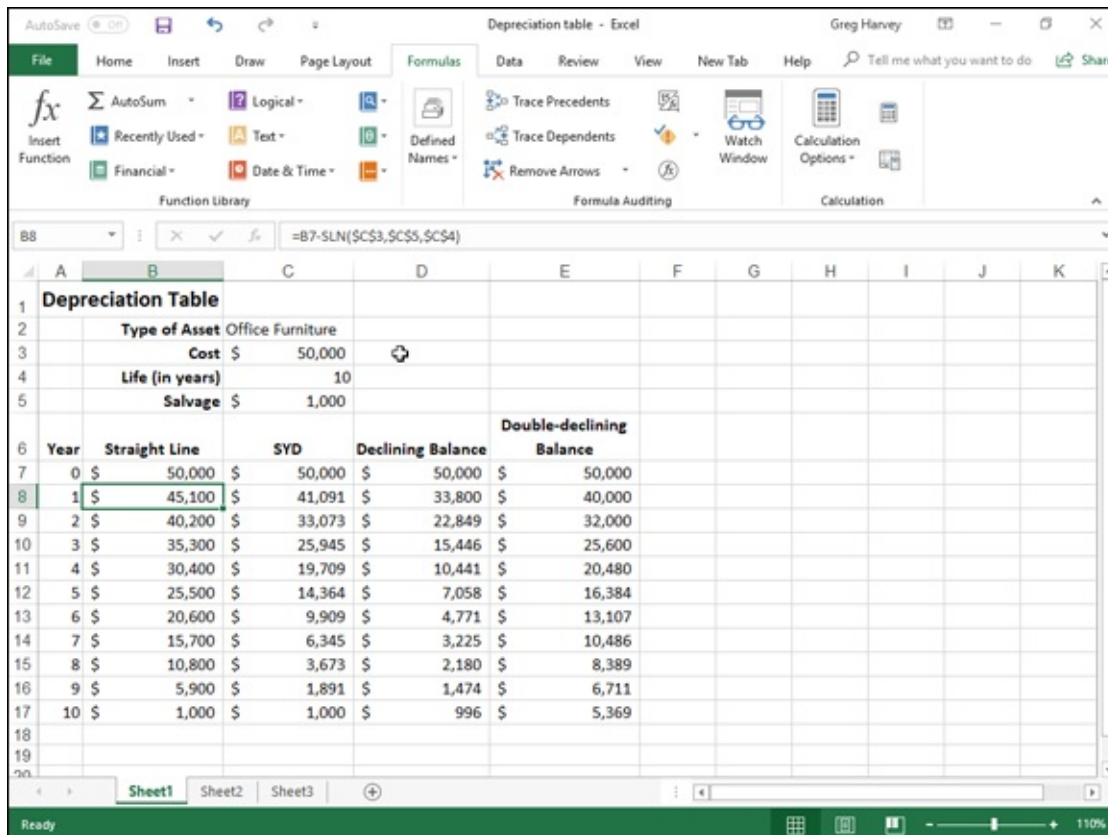 AutoSave Off Depreciation table - Excel Greg Harvey
File Home Insert Draw Page Layout Formulas Data Review View New Tab Help Tell me what you want to do
fx Σ AutoSum Logical Trace Precedents
Insert Function Recently Used Text Defined Names Trace Dependents Watch Window Calculation Options
Financial Date & Time Remove Arrows
Function Library Formula Auditing Calculation
B8 fx =B7-SLN($C$3,$C$5,$C$4)
A B C D E F G H I J K
1 Depreciation Table
2 Type of Asset Office Furniture
3 Cost $ 50,000
4 Life (in years) 10
5 Salvage $ 1,000
6 Year Straight Line SYD Declining Balance Double-declining Balance
7 0 $ 50,000 $ 50,000 $ 50,000 $ 50,000
8 1 $ 45,100 $ 41,091 $ 33,800 $ 40,000
9 2 $ 40,200 $ 33,073 $ 22,849 $ 32,000
10 3 $ 35,300 $ 25,945 $ 15,446 $ 25,600
11 4 $ 30,400 $ 19,709 $ 10,441 $ 20,480
12 5 $ 25,500 $ 14,364 $ 7,058 $ 16,384
13 6 $ 20,600 $ 9,909 $ 4,771 $ 13,107
14 7 $ 15,700 $ 6,345 $ 3,225 $ 10,486
15 8 $ 10,800 $ 3,673 $ 2,180 $ 8,389
16 9 $ 5,900 $ 1,891 $ 1,474 $ 6,711
17 10 $ 1,000 $ 1,000 $ 996 $ 5,369
18
19
Sheet1 Sheet2 Sheet3
Ready 110%